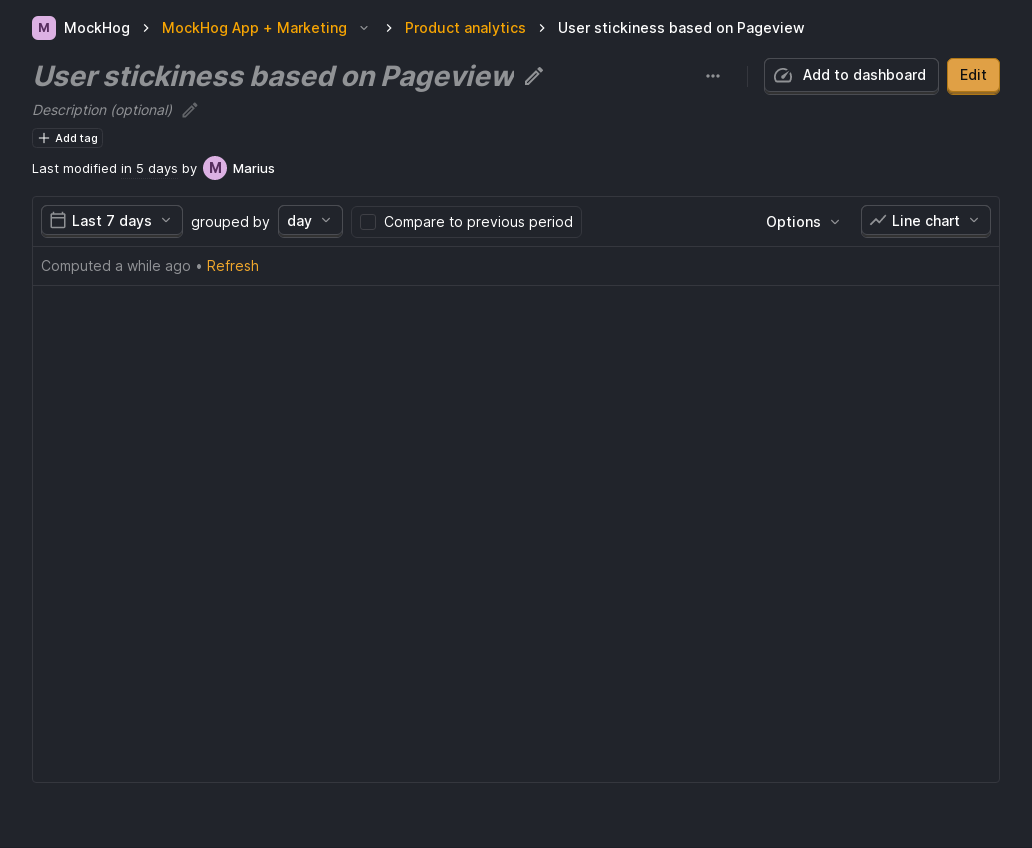 M MockHog MockHog App + Marketing Product analytics User stickiness based on Pageview
User stickiness based on Pageview
Add to dashboard Edit
Description (optional)
Add tag
Last modified in 5 days by M Marius
Last 7 days grouped by day Compare to previous period Options Line chart
Computed a while ago • Refresh